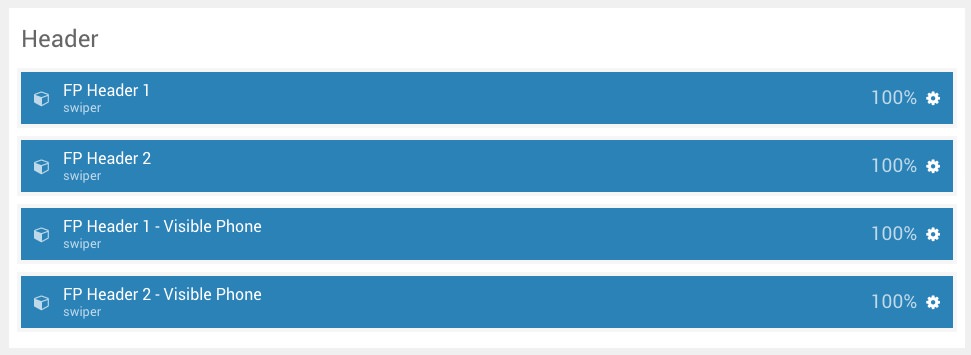 Header
FP Header 1
swiper
100%
FP Header 2
swiper
100%
FP Header 1 - Visible Phone
swiper
100%
FP Header 2 - Visible Phone
swiper
100%